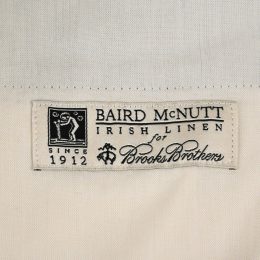 BAIRD McNUTT
IRISH LINEN
SINCE
1912
for
Brooks Brothers